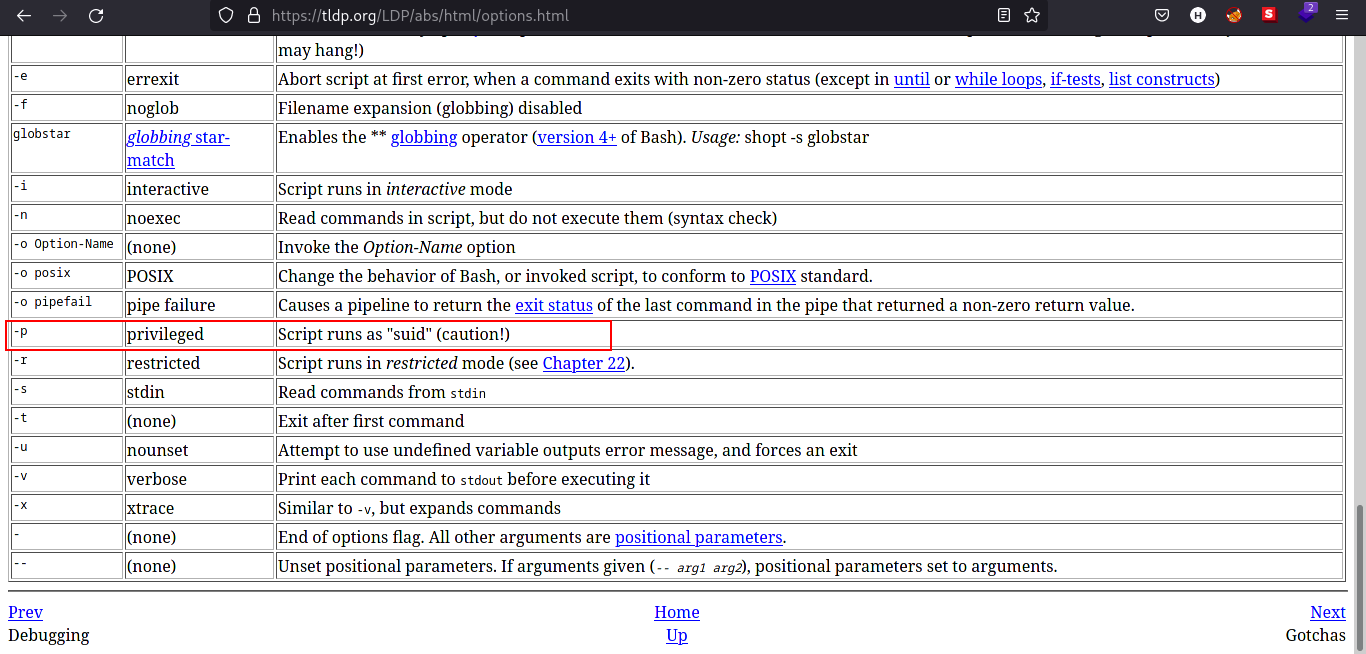 https://tldp.org/LDP/abs/html/options.html
2
H
S
may hang!)
-e errexit Abort script at first error, when a command exits with non-zero status (except in until or while loops, if-tests, list constructs)
-f noglob Filename expansion (globbing) disabled
globstar globbing star- Enables the ** globbing operator (version 4+ of Bash). Usage: shopt -s globstar
match
-i interactive Script runs in interactive mode
-n noexec Read commands in script, but do not execute them (syntax check)
-o Option-Name (none) Invoke the Option-Name option
-o posix POSIX Change the behavior of Bash, or invoked script, to conform to POSIX standard.
-o pipefail pipe failure Causes a pipeline to return the exit status of the last command in the pipe that returned a non-zero return value.
-p privileged Script runs as "suid" (caution!)
-r restricted Script runs in restricted mode (see Chapter 22).
-s stdin Read commands from stdin
-t (none) Exit after first command
-u nounset Attempt to use undefined variable outputs error message, and forces an exit
-v verbose Print each command to stdout before executing it
-x xtrace Similar to -v, but expands commands
- (none) End of options flag. All other arguments are positional parameters.
-- (none) Unset positional parameters. If arguments given (-- arg1 arg2), positional parameters set to arguments.
Prev Home Next
Debugging Up Gotchas